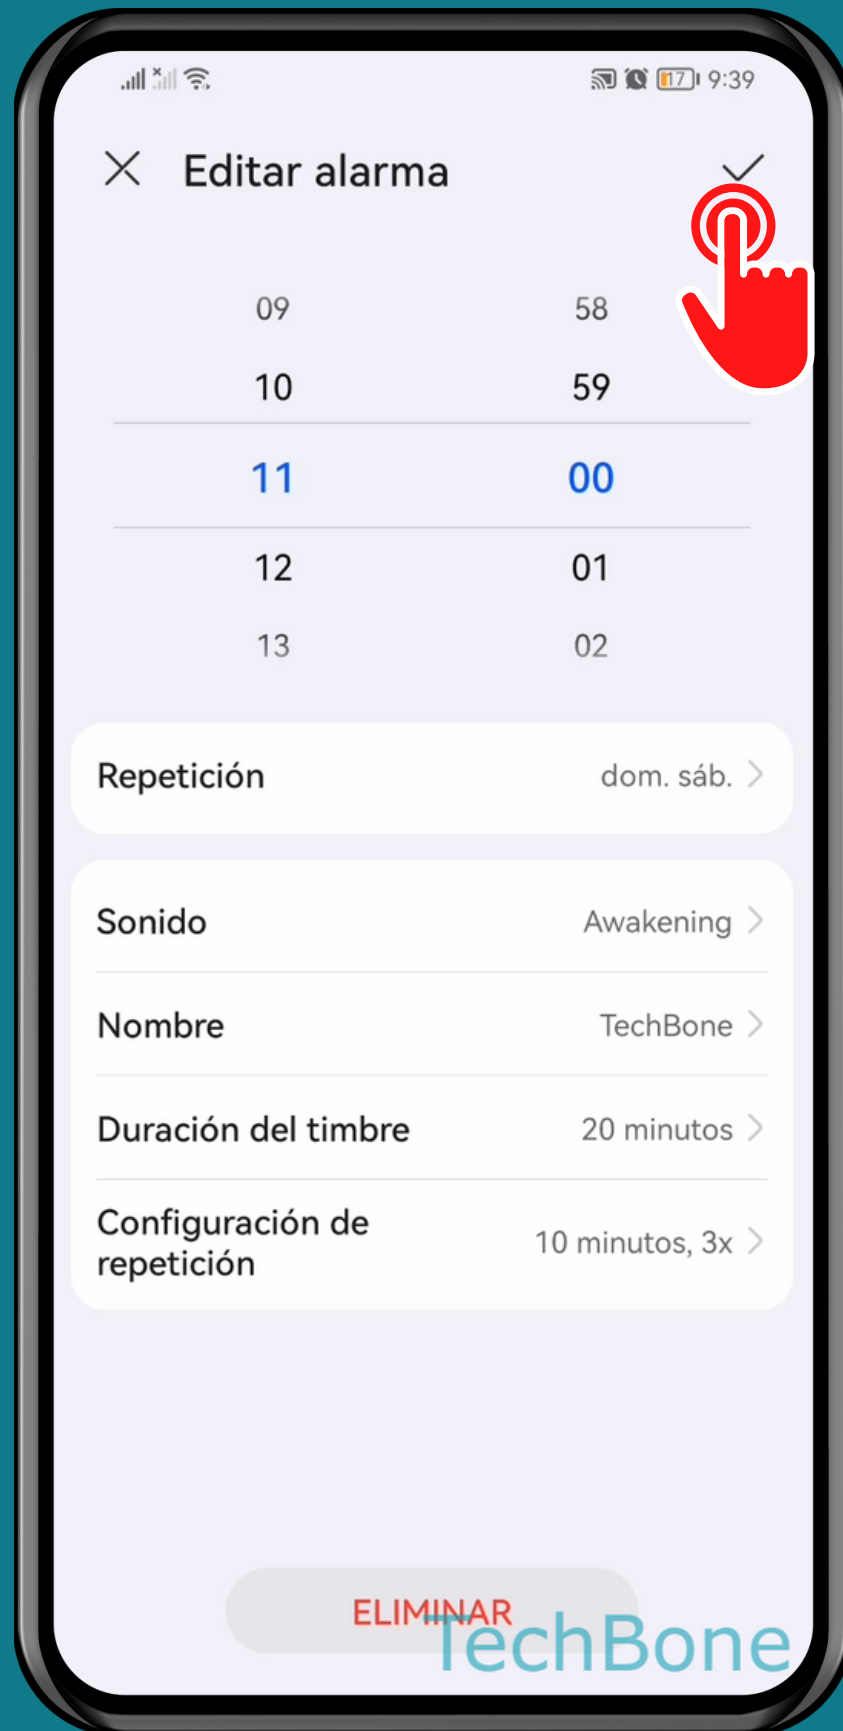 17 9:39
Editar alarma
09 58
10 59
11 00
12 01
13 02
Repetición dom. sáb.
Sonido Awakening
Nombre TechBone
Duración del timbre 20 minutos
Configuración de
repetición 10 minutos, 3x
ELIMINAR
TechBone